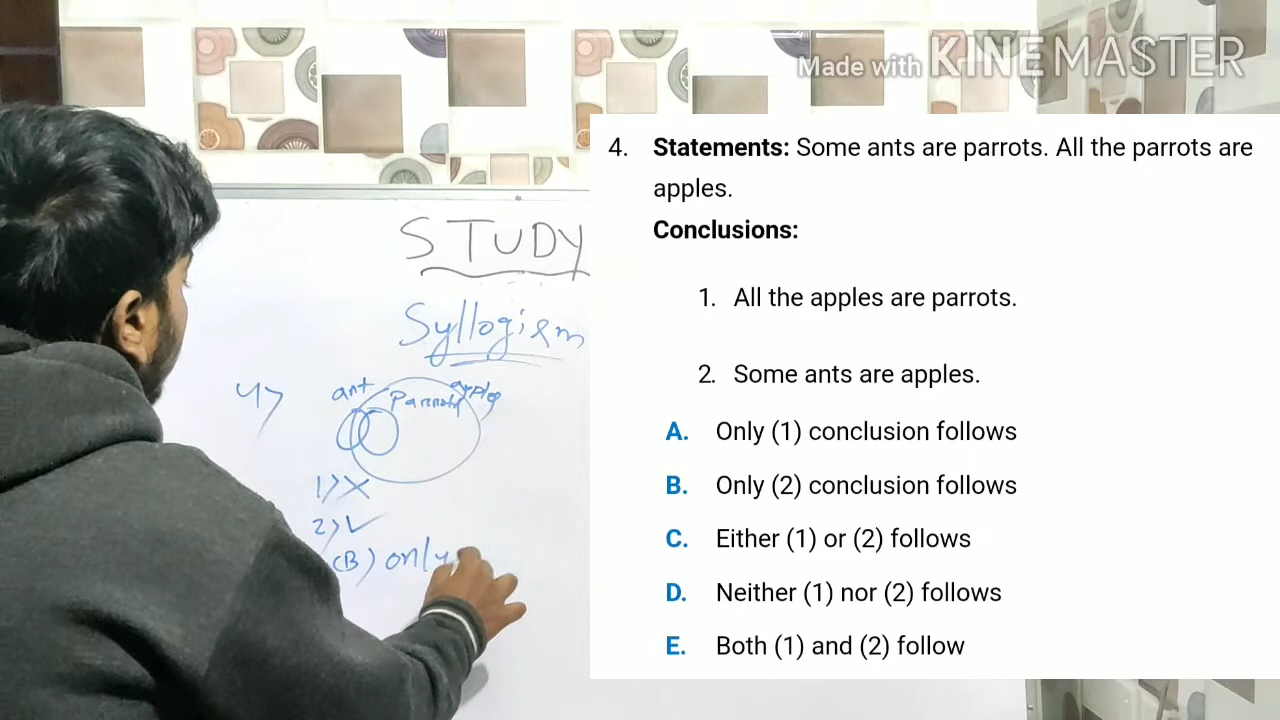 Made with KINEMASTER
STUDY
Syllogism
4>
ant
Parrots
apples
1> X
2> ✓
(B) only
4. Statements: Some ants are parrots. All the parrots are
apples.
Conclusions:
1. All the apples are parrots.
2. Some ants are apples.
A. Only (1) conclusion follows
B. Only (2) conclusion follows
C. Either (1) or (2) follows
D. Neither (1) nor (2) follows
E. Both (1) and (2) follow